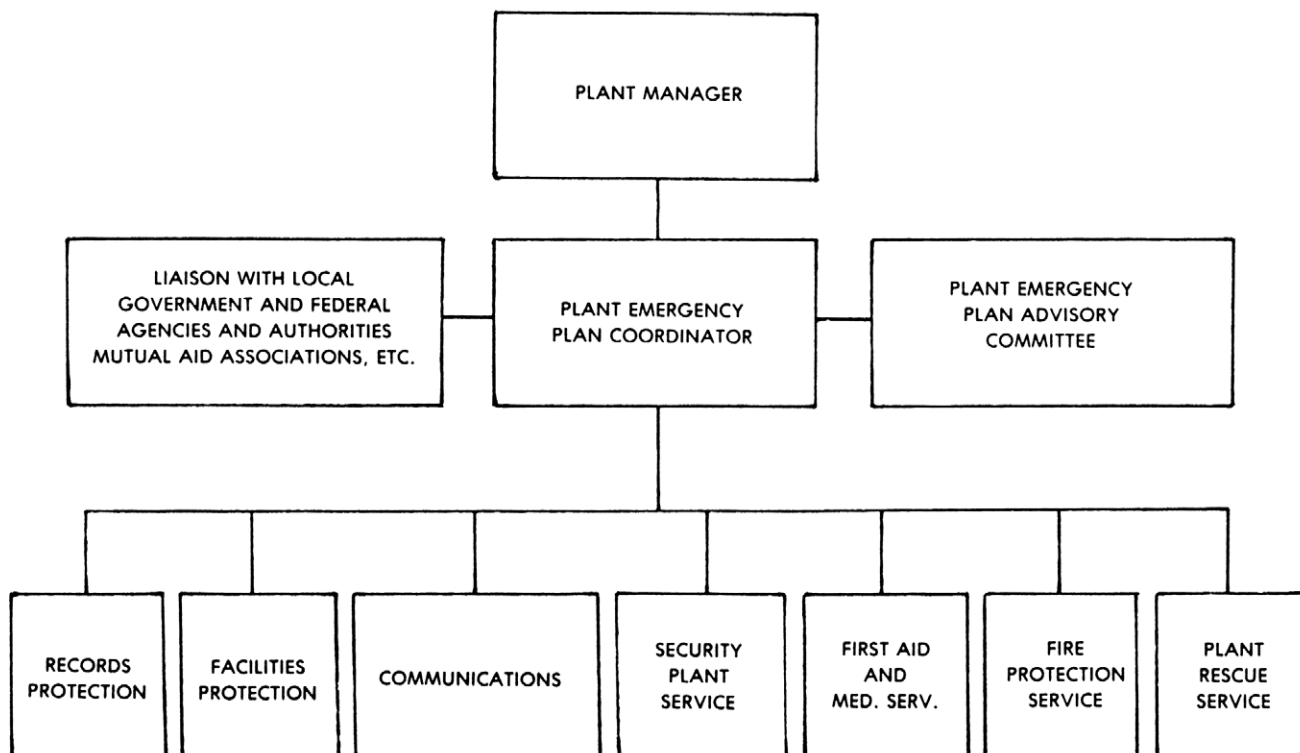 PLANT MANAGER
LIAISON WITH LOCAL
GOVERNMENT AND FEDERAL
AGENCIES AND AUTHORITIES
MUTUAL AID ASSOCIATIONS, ETC.
PLANT EMERGENCY
PLAN COORDINATOR
PLANT EMERGENCY
PLAN ADVISORY
COMMITTEE
RECORDS
PROTECTION
FACILITIES
PROTECTION
COMMUNICATIONS
SECURITY
PLANT
SERVICE
FIRST AID
AND
MED. SERV.
FIRE
PROTECTION
SERVICE
PLANT
RESCUE
SERVICE